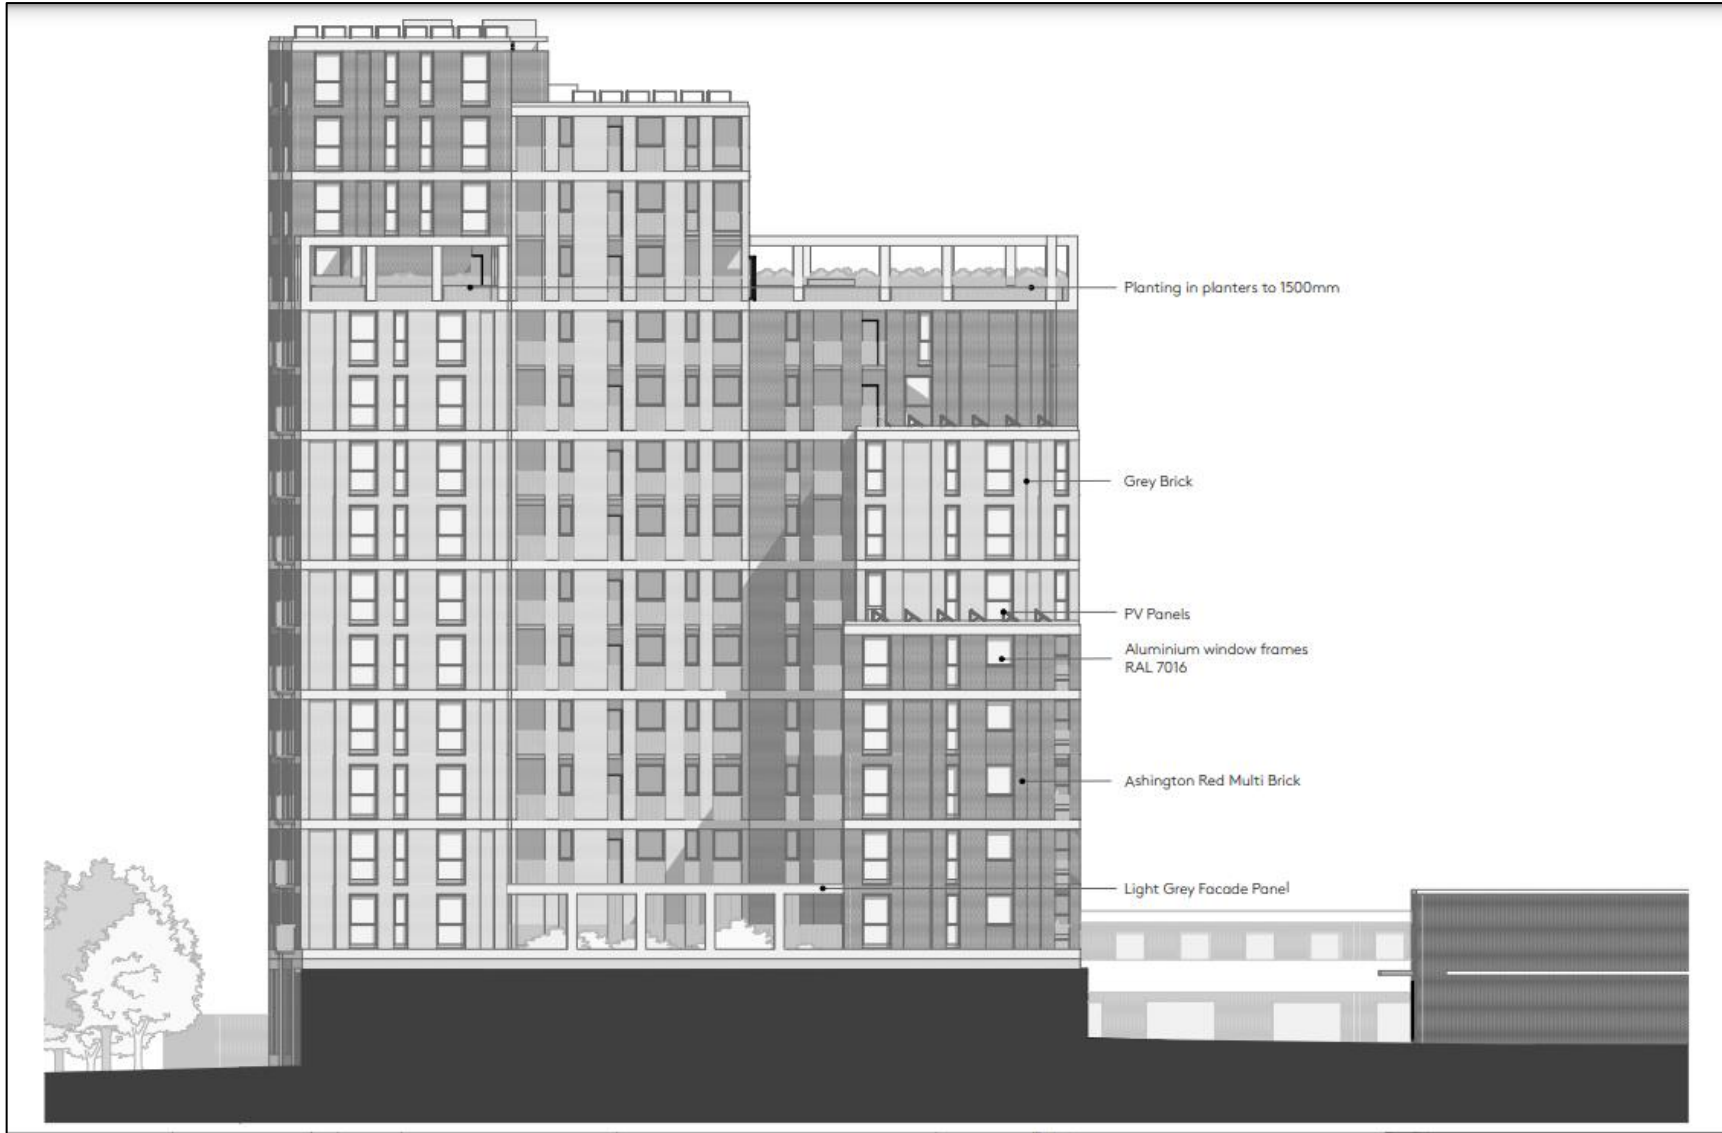 Planting in planters to 1500mm
Grey Brick
PV Panels
Aluminium window frames
RAL 7016
Ashington Red Multi Brick
Light Grey Facade Panel